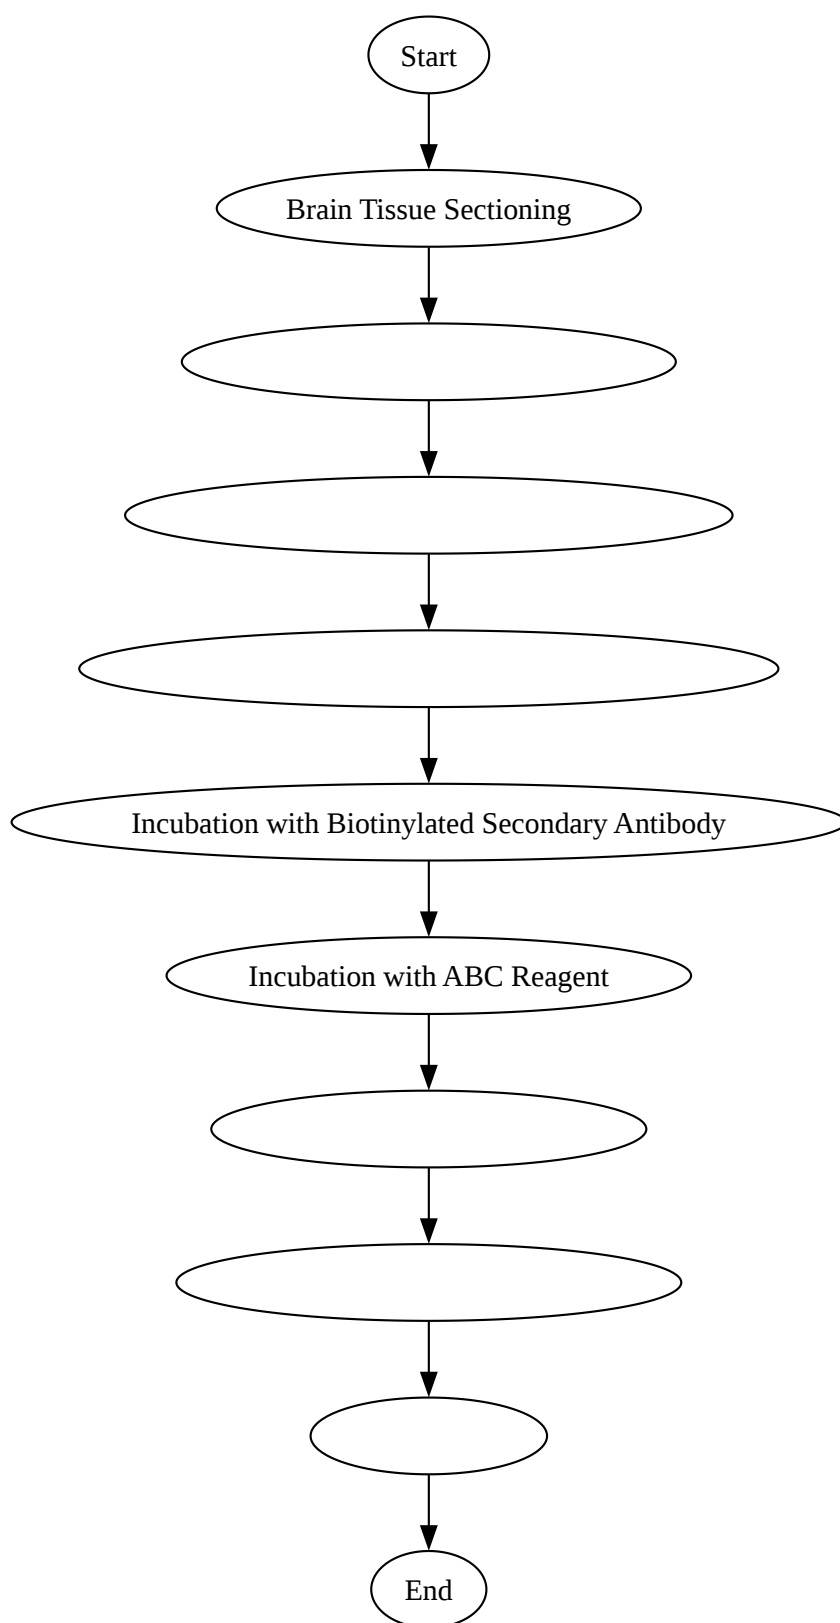 Start
Brain Tissue Sectioning
Incubation with Biotinylated Secondary Antibody
Incubation with ABC Reagent
End